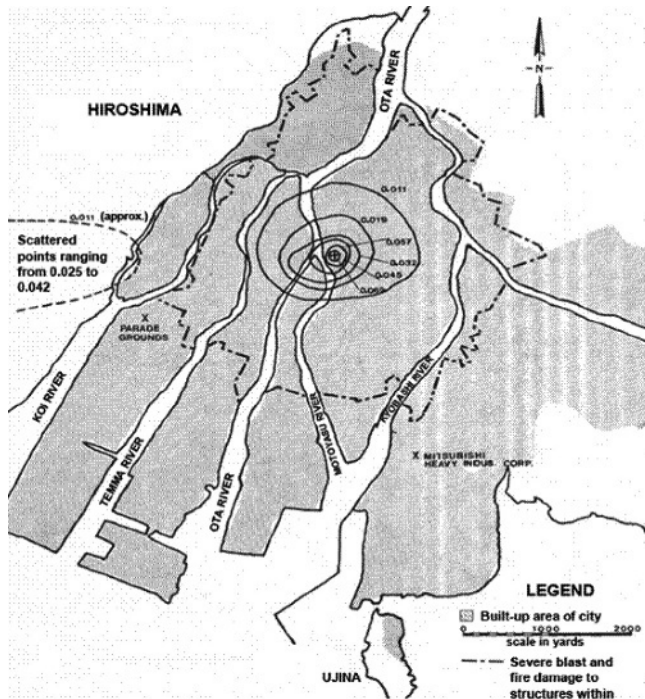 HIROSHIMA
OTA RIVER
N
0.011
0.011 (approx.)
0.019
0.057
0.032
0.045
0.069
Scattered
points ranging
from 0.025 to
0.042
X
PARADE
GROUNDS
KOI RIVER
TEMMA RIVER
OTA RIVER
MOTOYASU RIVER
KYOBASHI RIVER
X MITSUBISHI
HEAVY INDUS. CORP.
LEGEND
Built-up area of city
0 1000 2000
scale in yards
Severe blast and
fire damage to
structures within
UJINA